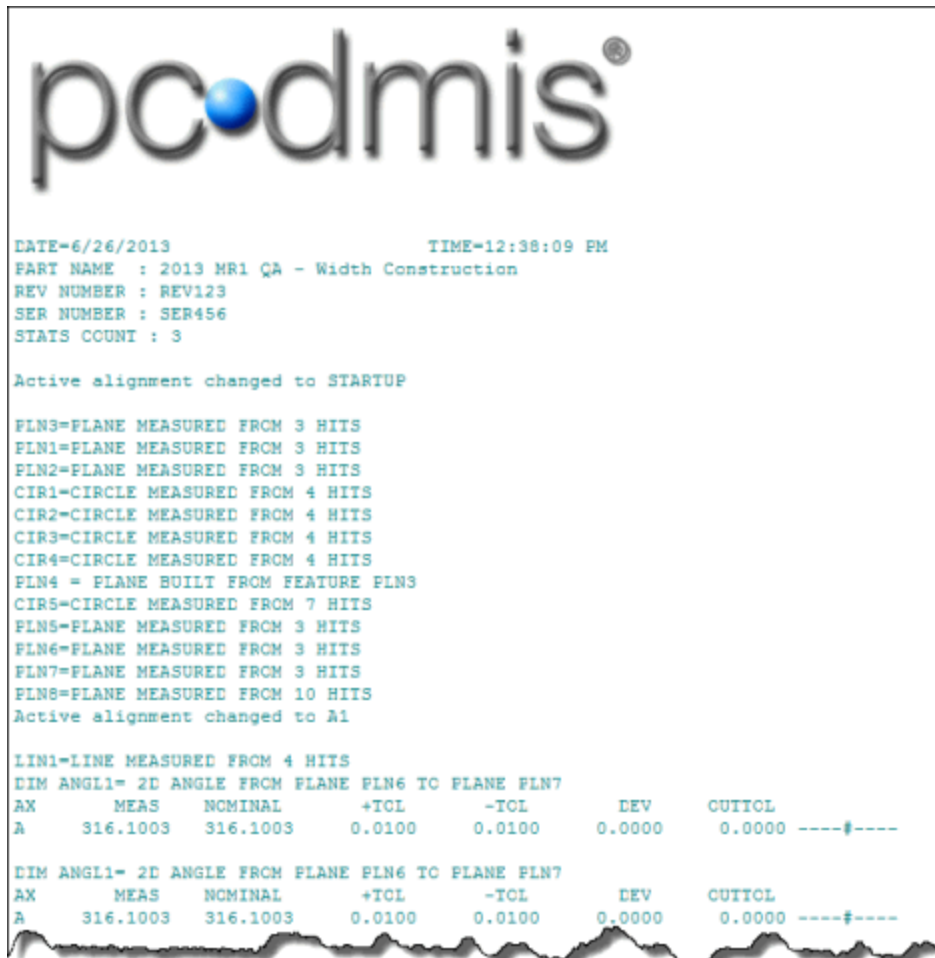 pc•dmis®
DATE=6/26/2013 TIME=12:38:09 PM
PART NAME : 2013 MR1 QA - Width Construction
REV NUMBER : REV123
SER NUMBER : SER456
STATS COUNT : 3
Active alignment changed to STARTUP
PLN3=PLANE MEASURED FROM 3 HITS
PLN1=PLANE MEASURED FROM 3 HITS
PLN2=PLANE MEASURED FROM 3 HITS
CIR1=CIRCLE MEASURED FROM 4 HITS
CIR2=CIRCLE MEASURED FROM 4 HITS
CIR3=CIRCLE MEASURED FROM 4 HITS
CIR4=CIRCLE MEASURED FROM 4 HITS
PLN4 = PLANE BUILT FROM FEATURE PLN3
CIR5=CIRCLE MEASURED FROM 7 HITS
PLN5=PLANE MEASURED FROM 3 HITS
PLN6=PLANE MEASURED FROM 3 HITS
PLN7=PLANE MEASURED FROM 3 HITS
PLN8=PLANE MEASURED FROM 10 HITS
Active alignment changed to A1
LIN1=LINE MEASURED FROM 4 HITS
DIM ANGL1= 2D ANGLE FROM PLANE PLN6 TO PLANE PLN7
AX MEAS NOMINAL +TOL -TOL DEV OUTTOL
A 316.1003 316.1003 0.0100 0.0100 0.0000 0.0000 ----#----
DIM ANGL1= 2D ANGLE FROM PLANE PLN6 TO PLANE PLN7
AX MEAS NOMINAL +TOL -TOL DEV OUTTOL
A 316.1003 316.1003 0.0100 0.0100 0.0000 0.0000 ----#----